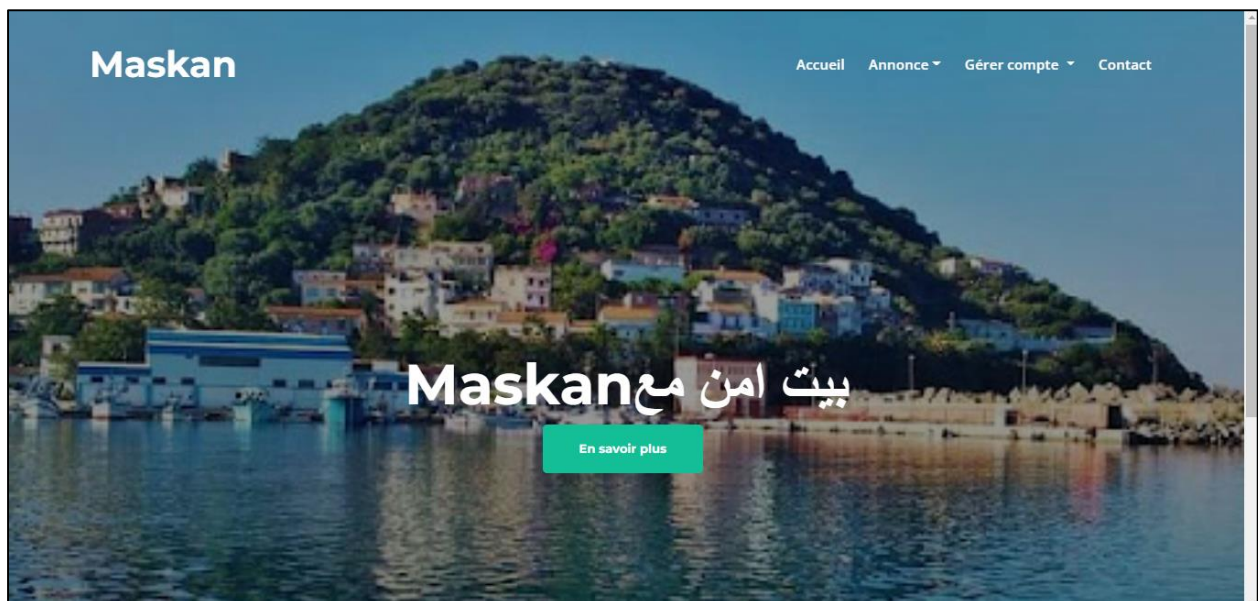 Maskan
Accueil Annonce Gérer compte Contact
بيت امن معMaskan
En savoir plus